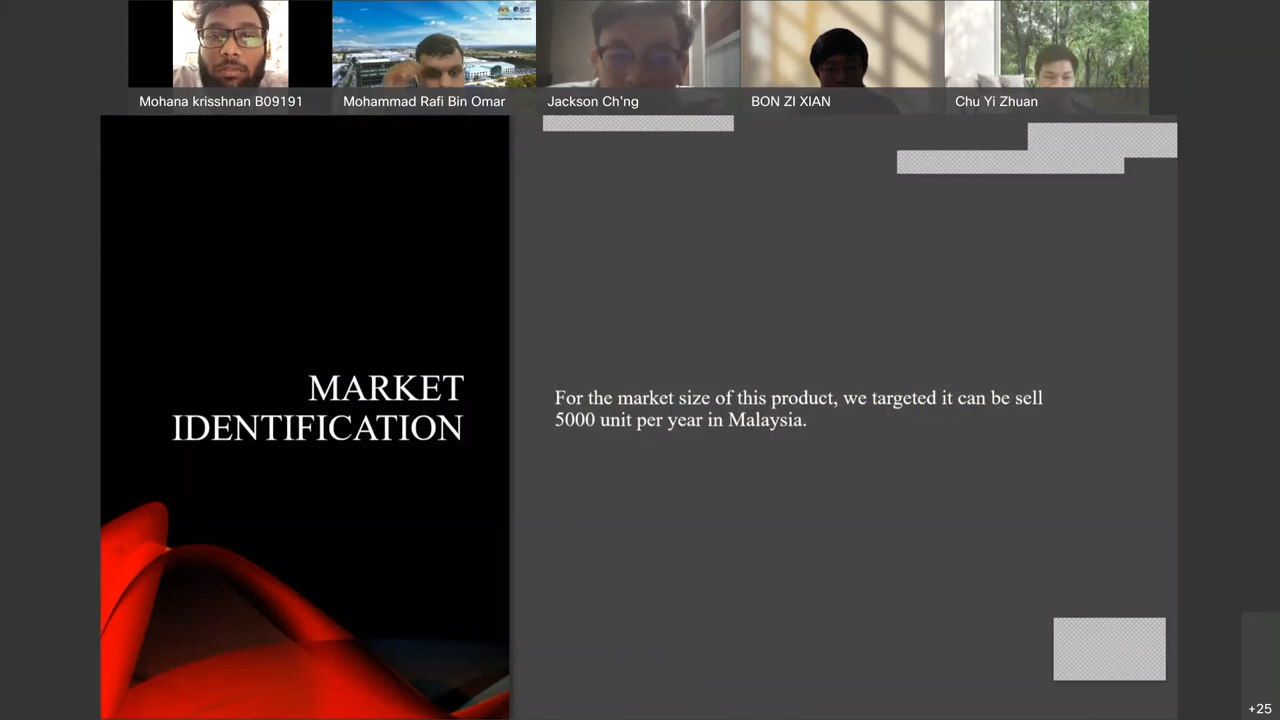 Mohana krisshnan B09191
Mohammad Rafi Bin Omar
Jackson Ch'ng
BON ZI XIAN
Chu Yi Zhuan
MARKET
IDENTIFICATION
For the market size of this product, we targeted it can be sell
5000 unit per year in Malaysia.
+25